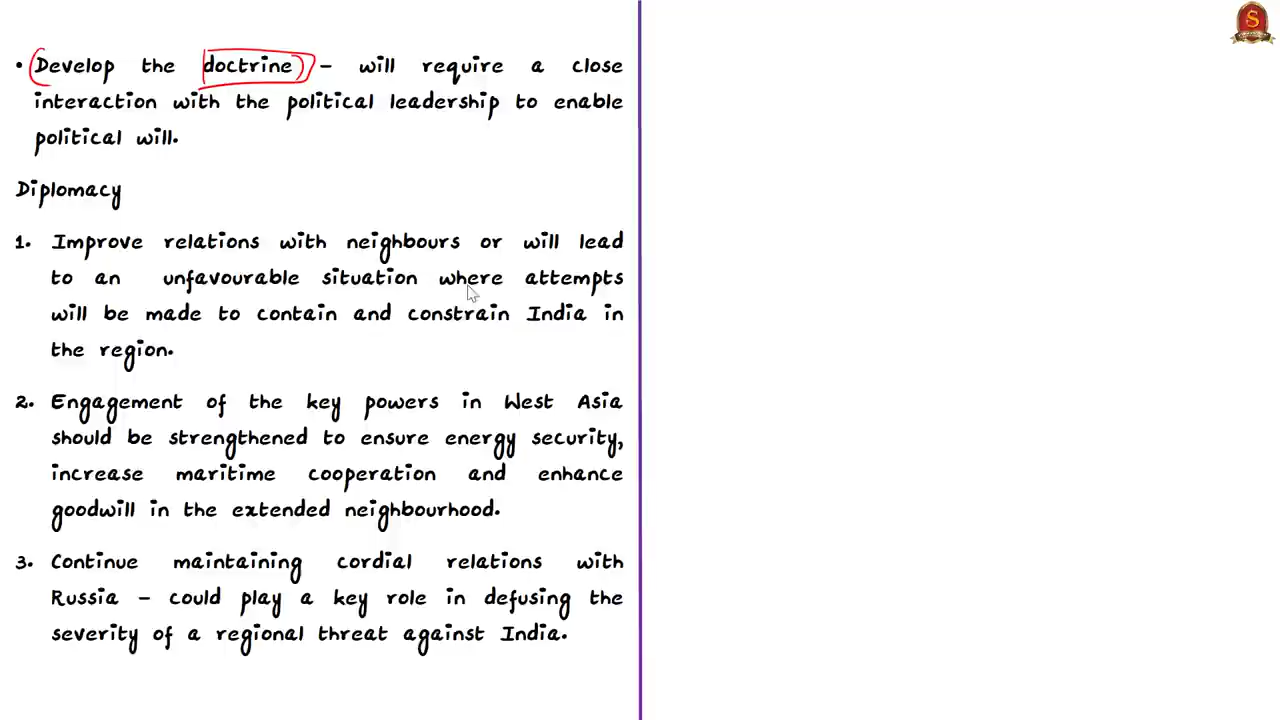 • Develop the doctrine – will require a close
interaction with the political leadership to enable
political will.
Diplomacy
1. Improve relations with neighbours or will lead
to an unfavourable situation where attempts
will be made to contain and constrain India in
the region.
2. Engagement of the key powers in West Asia
should be strengthened to ensure energy security,
increase maritime cooperation and enhance
goodwill in the extended neighbourhood.
3. Continue maintaining cordial relations with
Russia – could play a key role in defusing the
severity of a regional threat against India.
S